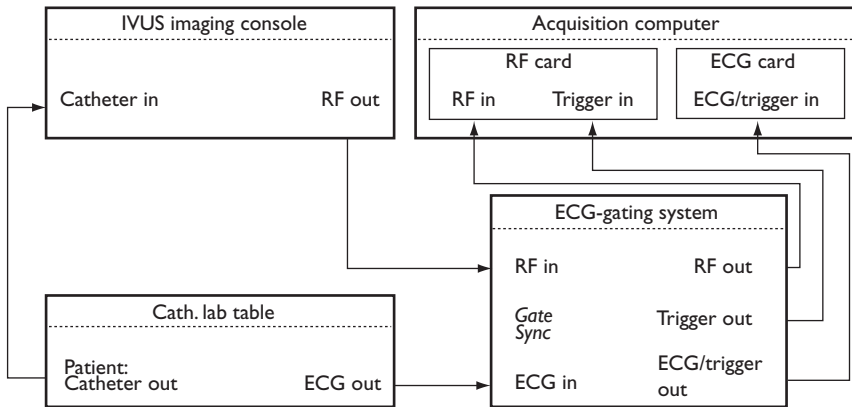 IVUS imaging console
Catheter in
RF out
Acquisition computer
RF card
RF in
Trigger in
ECG card
ECG/trigger in
ECG-gating system
RF in
RF out
Gate
Sync
Trigger out
ECG in
ECG/trigger
out
Cath. lab table
Patient:
Catheter out
ECG out